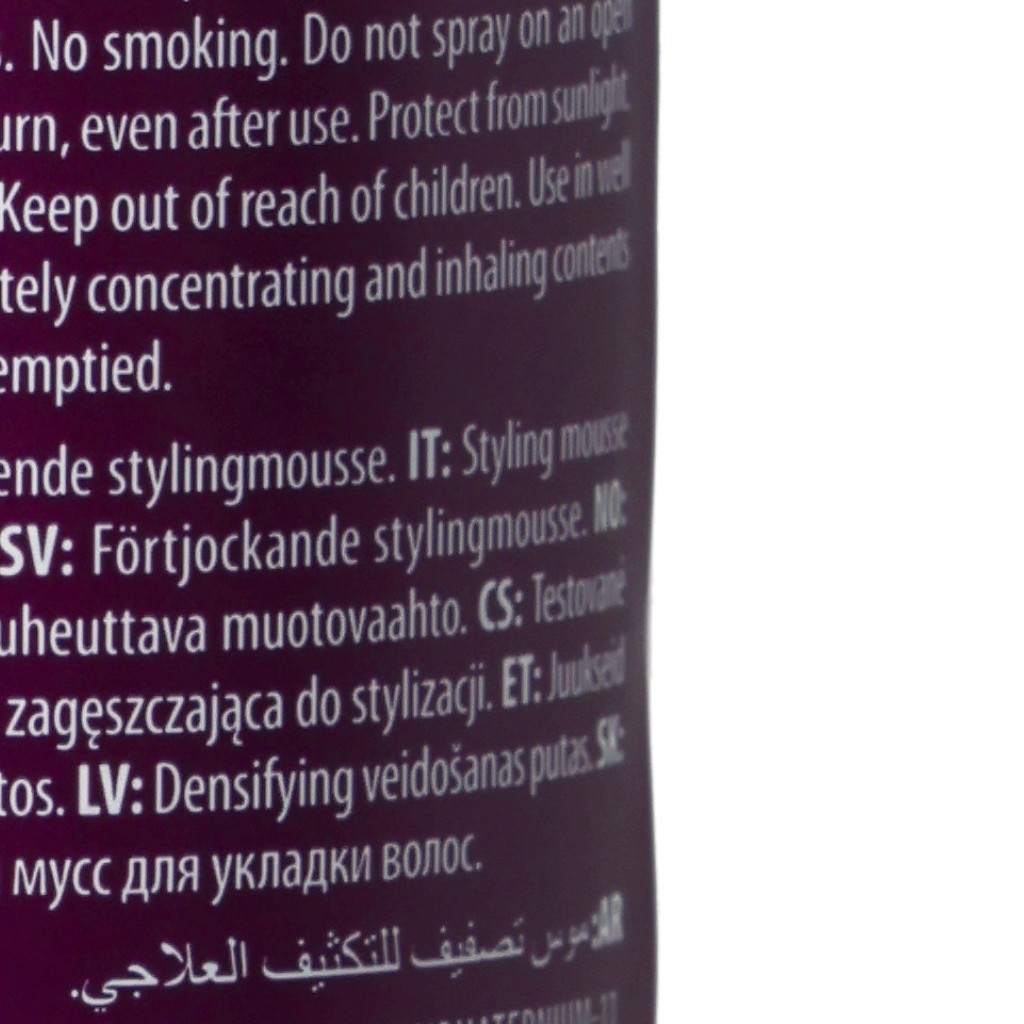 . No smoking. Do not spray on an open
urn, even after use. Protect from sunlight.
Keep out of reach of children. Use in well
tely concentrating and inhaling contents
emptied.
ende stylingmousse. IT: Styling mousse
SV: Förtjockande stylingmousse. NO:
uheuttava muotovaahto. CS: Testované
zagęszczająca do stylizacji. ET: Juukseid
tos. LV: Densifying veidošanas putas. SK:
мусс для укладки волос.
AR: موس تصفيف للتكثيف العلاجي.